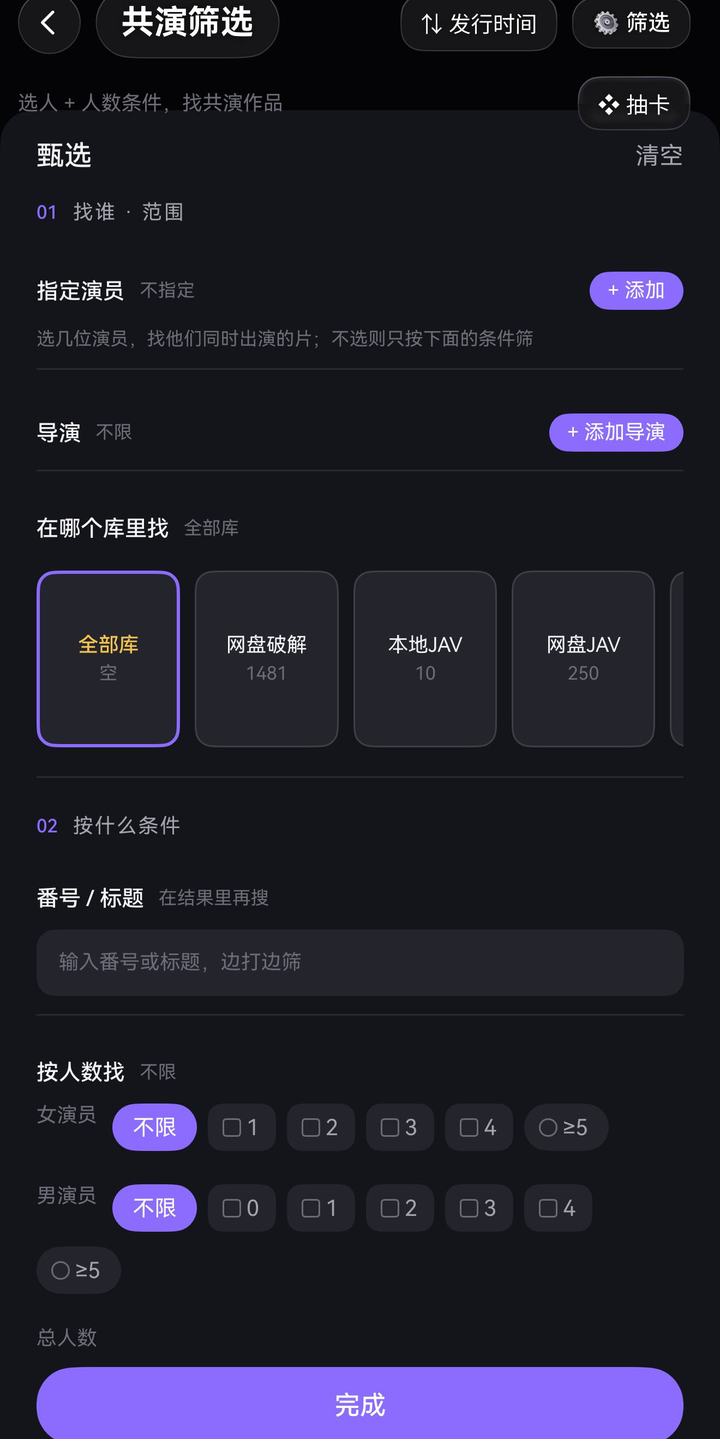 共演筛选
发行时间
筛选
选人 + 人数条件，找共演作品
抽卡
甄选
清空
01 找谁 · 范围
指定演员 不指定
+ 添加
选几位演员，找他们同时出演的片；不选则只按下面的条件筛
导演 不限
+ 添加导演
在哪个库里找 全部库
全部库
空
网盘破解
1481
本地JAV
10
网盘JAV
250
02 按什么条件
番号 / 标题 在结果里再搜
输入番号或标题，边打边筛
按人数找 不限
女演员 不限 1 2 3 4 ≥5
男演员 不限 0 1 2 3 4
≥5
总人数
完成